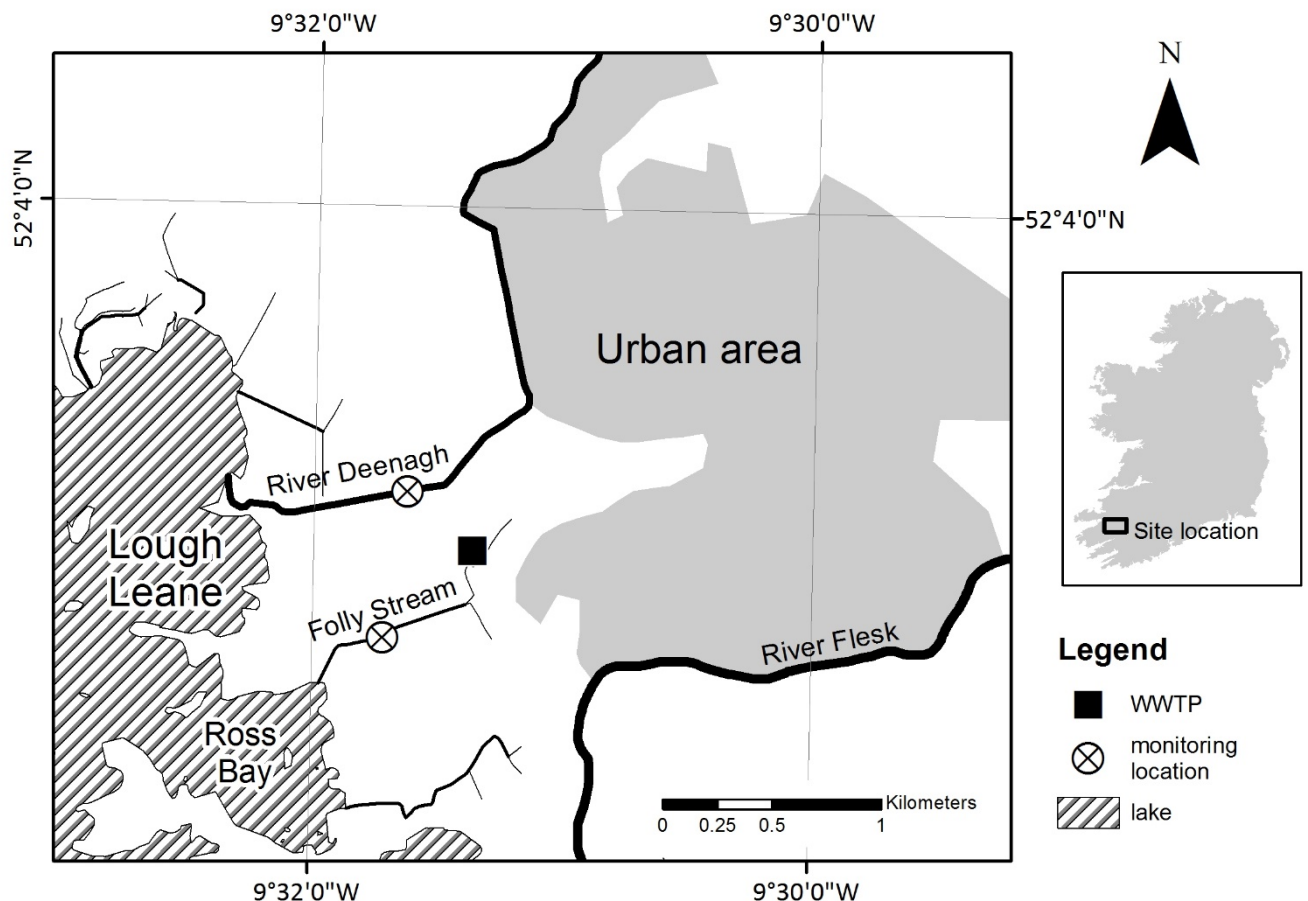 9°32'0"W
9°30'0"W
N
52°4'0"N
52°4'0"N
Urban area
River Deenagh
Lough
Leane
Site location
Folly Stream
River Flesk
Legend
WWTP
Ross
Bay
monitoring
location
Kilometers
0 0.25 0.5 1
lake
9°32'0"W
9°30'0"W